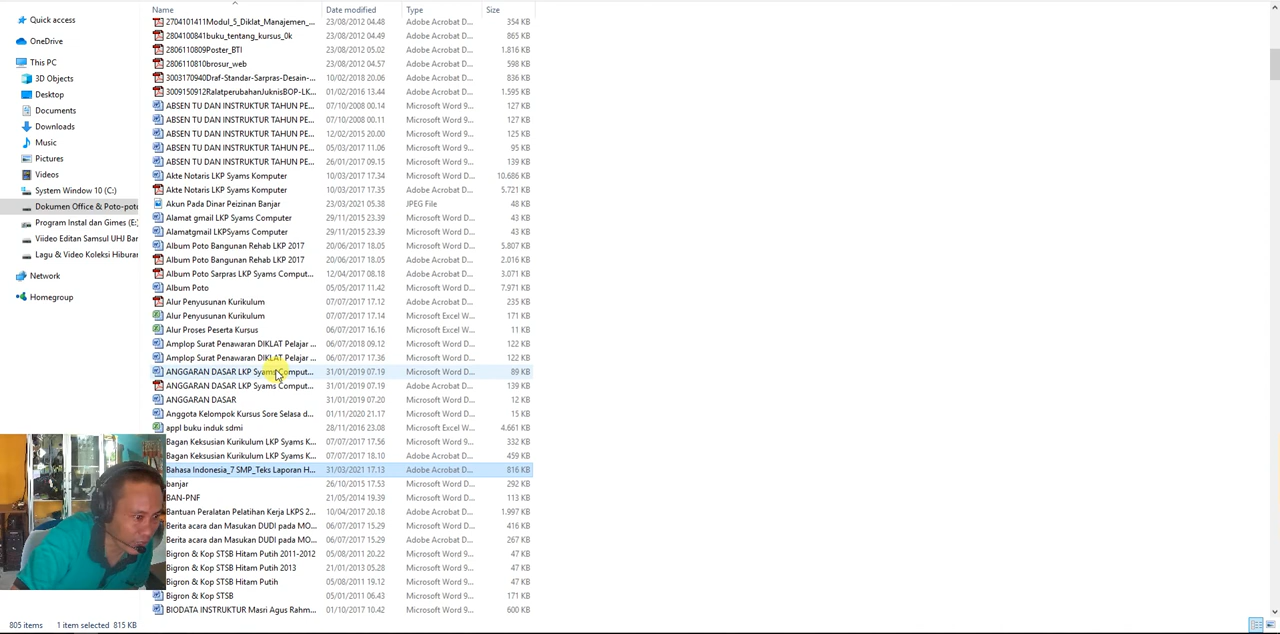 Name Date modified Type Size
Quick access
OneDrive
This PC
3D Objects
Desktop
Documents
Downloads
Music
Pictures
Videos
System Window 10 (C:)
Dokumen Office & Poto-pot
Program Instal dan Gimes (E:
Viideo Editan Samsul UHJ Bar
Lagu & Video Koleksi Hibura
Network
Homegroup
2704101411Modul_5_Diklat_Manajemen_... 23/08/2012 04.48 Adobe Acrobat D... 354 KB
2804100841buku_tentang_kursus_0k 23/08/2012 04.49 Adobe Acrobat D... 865 KB
2806110809Poster_BTI 23/08/2012 05.02 Adobe Acrobat D... 1.816 KB
2806110810brosur_web 23/08/2012 04.57 Adobe Acrobat D... 598 KB
3003170940Draf-Standar-Sarpras-Desain-... 10/02/2018 20.06 Adobe Acrobat D... 836 KB
3009150912RalatperubahanJuknisBOP-LK... 01/02/2016 13.44 Adobe Acrobat D... 1.595 KB
ABSEN TU DAN INSTRUKTUR TAHUN PE... 07/10/2008 00.14 Microsoft Word 9... 127 KB
ABSEN TU DAN INSTRUKTUR TAHUN PE... 07/10/2008 00.11 Microsoft Word 9... 127 KB
ABSEN TU DAN INSTRUKTUR TAHUN PE... 12/02/2015 20.00 Microsoft Word D... 125 KB
ABSEN TU DAN INSTRUKTUR TAHUN PE... 05/03/2017 11.06 Microsoft Word D... 95 KB
ABSEN TU DAN INSTRUKTUR TAHUN PE... 26/01/2017 09.15 Microsoft Word D... 139 KB
Akte Notaris LKP Syams Komputer 10/03/2017 17.34 Microsoft Word D... 10.686 KB
Akte Notaris LKP Syams Komputer 10/03/2017 17.35 Adobe Acrobat D... 5.721 KB
Akun Pada Dinar Peizinan Banjar 23/03/2021 05.38 JPEG File 48 KB
Alamat gmail LKP Syams Computer 29/11/2015 23.39 Microsoft Word D... 43 KB
Alamatgmail LKPSyams Computer 29/11/2015 23.39 Microsoft Word D... 43 KB
Album Poto Bangunan Rehab LKP 2017 20/06/2017 18.05 Microsoft Word D... 5.807 KB
Album Poto Bangunan Rehab LKP 2017 20/06/2017 18.05 Adobe Acrobat D... 2.016 KB
Album Poto Sarpras LKP Syams Comput... 12/04/2017 08.18 Adobe Acrobat D... 3.071 KB
Album Poto 05/05/2017 11.42 Microsoft Word D... 7.971 KB
Alur Penyusunan Kurikulum 07/07/2017 17.12 Adobe Acrobat D... 235 KB
Alur Penyusunan Kurikulum 07/07/2017 17.14 Microsoft Excel W... 171 KB
Alur Proses Peserta Kursus 06/07/2017 16.16 Microsoft Excel W... 11 KB
Amplop Surat Penawaran DIKLAT Pelajar ... 06/07/2018 09.12 Microsoft Word D... 122 KB
Amplop Surat Penawaran DIKLAT Pelajar ... 06/07/2017 17.36 Microsoft Word D... 122 KB
ANGGARAN DASAR LKP Syams Comput... 31/01/2019 07.19 Microsoft Word D... 89 KB
ANGGARAN DASAR LKP Syams Comput... 31/01/2019 07.19 Adobe Acrobat D... 139 KB
ANGGARAN DASAR 31/01/2019 07.20 Microsoft Word D... 12 KB
Anggota Kelompok Kursus Sore Selasa d... 01/11/2020 21.17 Microsoft Word D... 15 KB
appl buku induk sdmi 28/11/2016 23.08 Microsoft Excel W... 4.661 KB
Bagan Keksusian Kurikulum LKP Syams K... 07/07/2017 17.56 Microsoft Word D... 332 KB
Bagan Keksusian Kurikulum LKP Syams K... 07/07/2017 18.10 Adobe Acrobat D... 459 KB
Bahasa Indonesia_7 SMP_Teks Laporan H... 31/03/2021 17.13 Adobe Acrobat D... 816 KB
banjar 26/10/2015 17.53 Microsoft Word D... 292 KB
BAN-PNF 21/05/2014 19.39 Microsoft Word D... 113 KB
Bantuan Peralatan Pelatihan Kerja LKPS 2... 10/04/2017 20.18 Adobe Acrobat D... 1.997 KB
Berita acara dan Masukan DUDI pada MO... 06/07/2017 15.29 Microsoft Word D... 416 KB
Berita acara dan Masukan DUDI pada MO... 06/07/2017 15.29 Adobe Acrobat D... 267 KB
Bigron & Kop STSB Hitam Putih 2011-2012 05/08/2011 20.22 Microsoft Word 9... 47 KB
Bigron & Kop STSB Hitam Putih 2013 21/01/2013 05.28 Microsoft Word 9... 47 KB
Bigron & Kop STSB Hitam Putih 05/08/2011 19.12 Microsoft Word 9... 47 KB
Bigron & Kop STSB 05/01/2011 06.43 Microsoft Word 9... 171 KB
BIODATA INSTRUKTUR Masri Agus Rahm... 01/10/2017 10.42 Microsoft Word D... 600 KB
805 items 1 item selected 815 KB